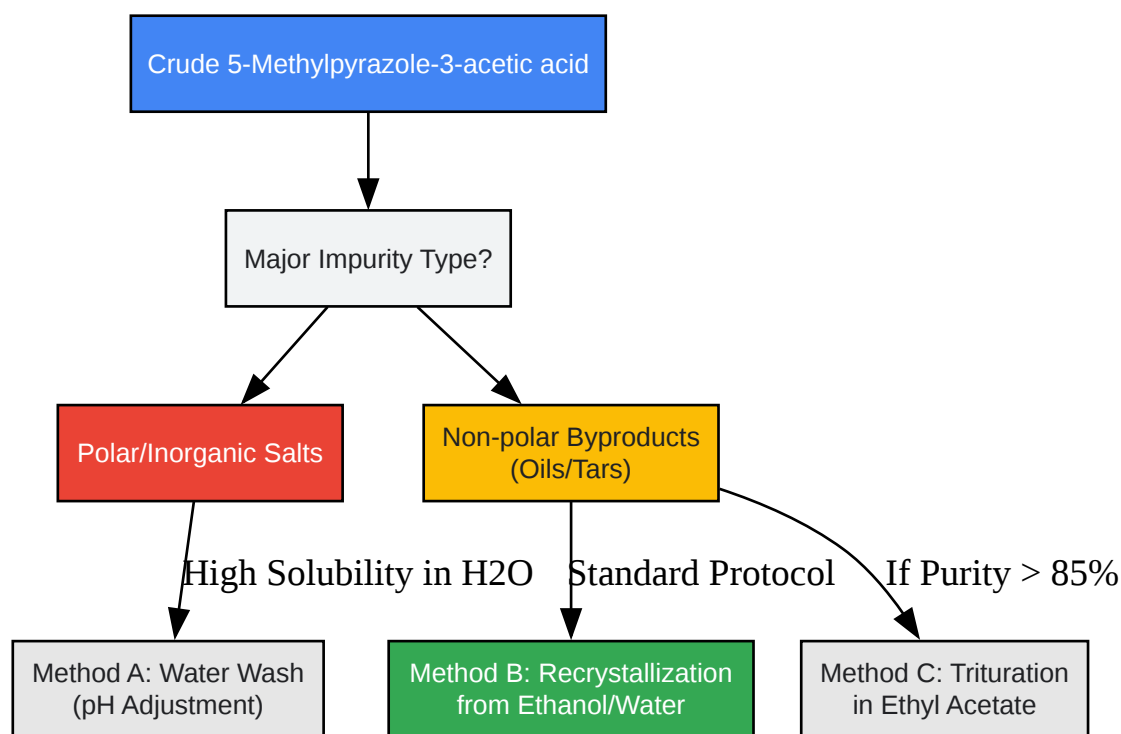 Crude 5-Methylpyrazole-3-acetic acid
Major Impurity Type?
Polar/Inorganic Salts
Non-polar Byproducts
(Oils/Tars)
High Solubility in H2O
Standard Protocol
If Purity > 85%
Method A: Water Wash
(pH Adjustment)
Method B: Recrystallization
from Ethanol/Water
Method C: Trituration
in Ethyl Acetate